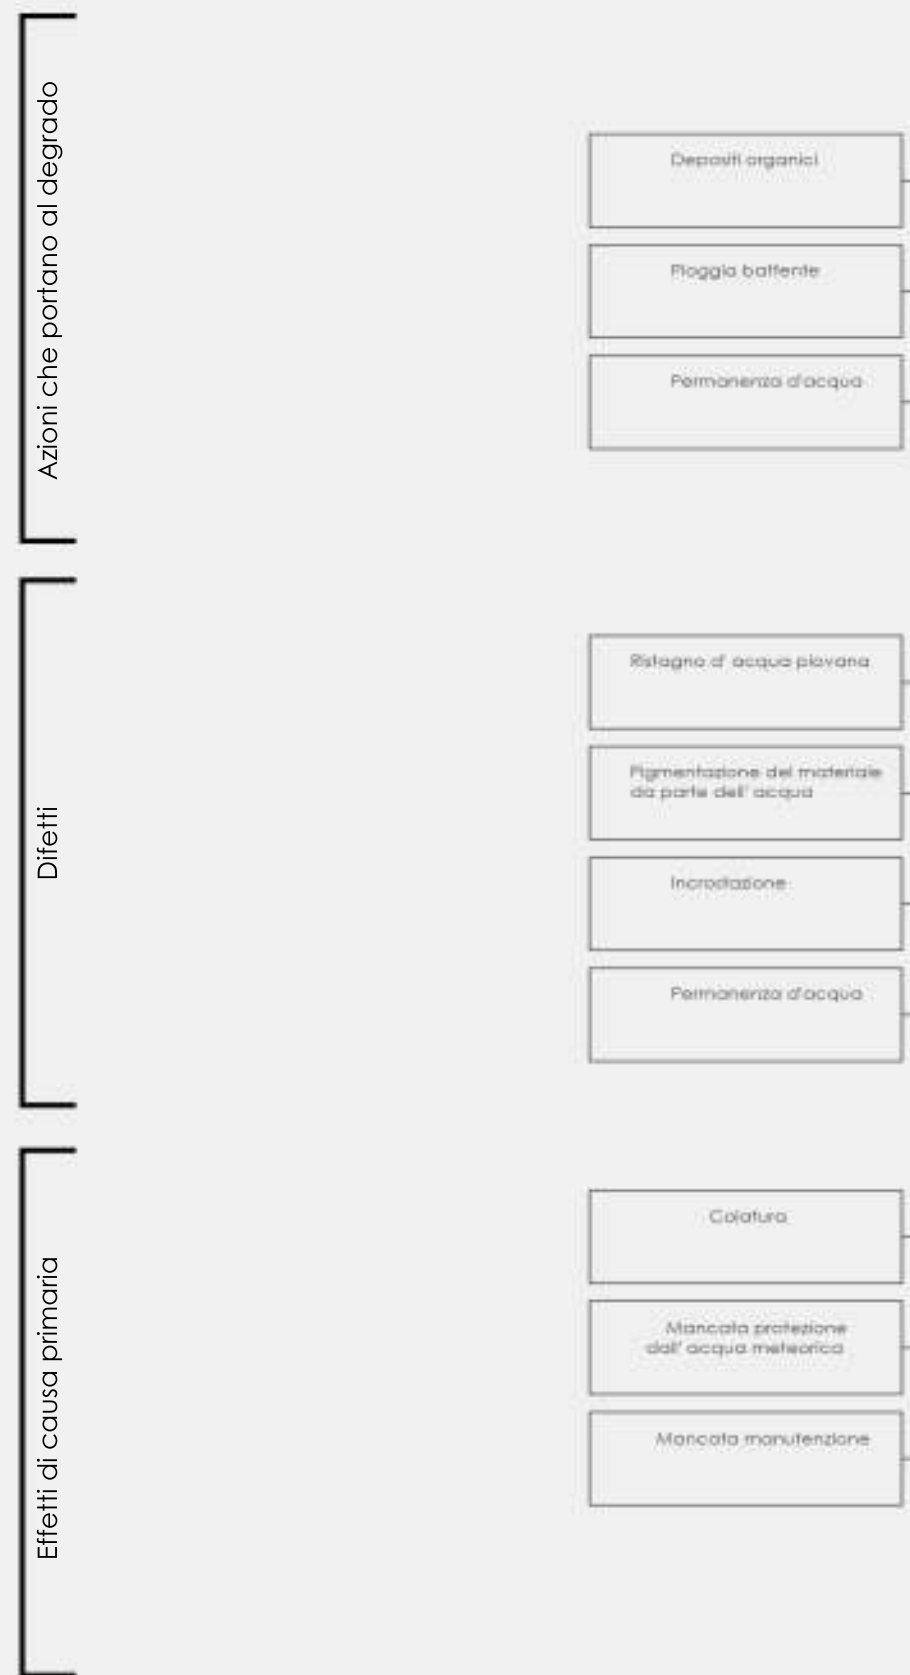 Azioni che portano al degrado
Depositi organici
Pioggia battente
Permanenza d'acqua
Difetti
Ristagno d' acqua piovana
Pigmentazione del materiale
da parte dell' acqua
Incrostazione
Permanenza d'acqua
Effetti di causa primaria
Colatura
Mancata protezione
dall' acqua meteorica
Mancata manutenzione